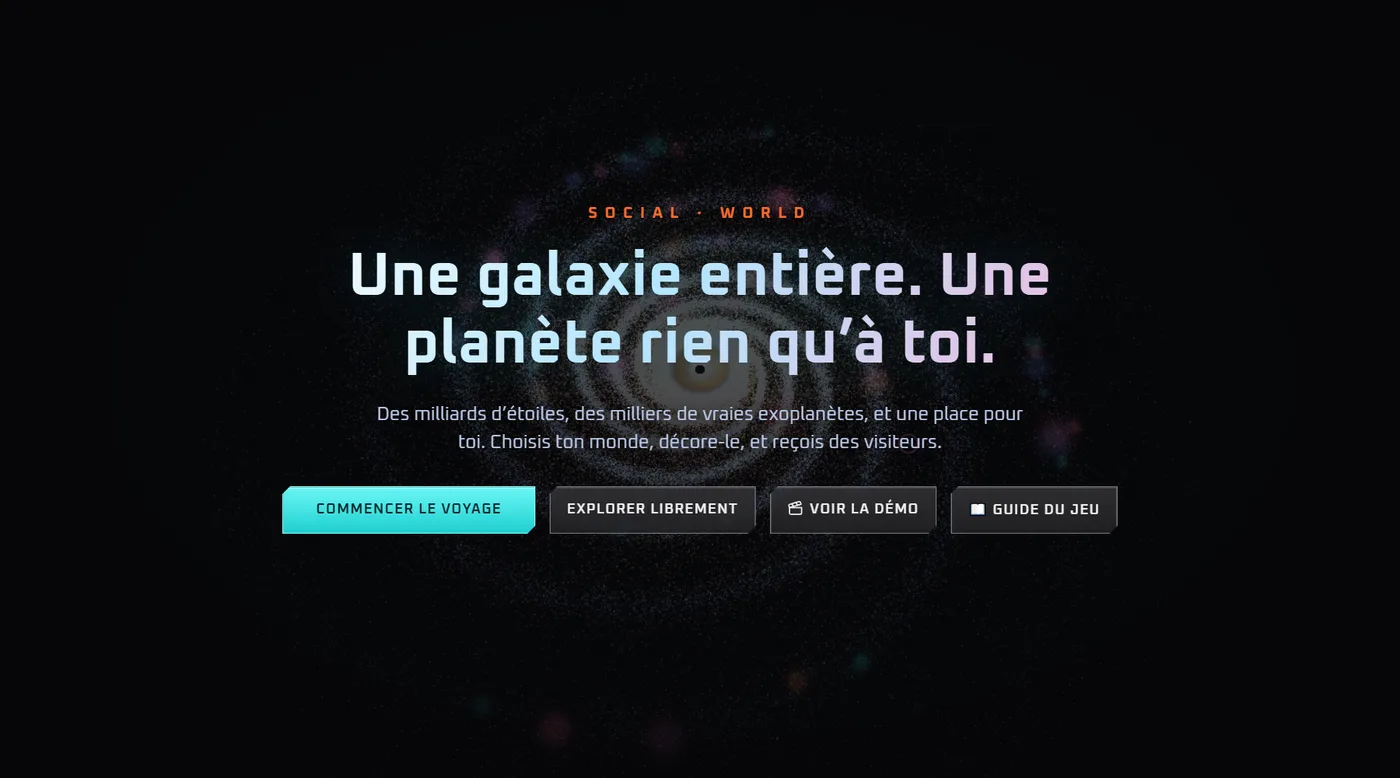 SOCIAL · WORLD
Une galaxie entière. Une
planète rien qu’à toi.
Des milliards d’étoiles, des milliers de vraies exoplanètes, et une place pour
toi. Choisis ton monde, décore-le, et reçois des visiteurs.
COMMENCER LE VOYAGE
EXPLORER LIBREMENT
VOIR LA DÉMO
GUIDE DU JEU